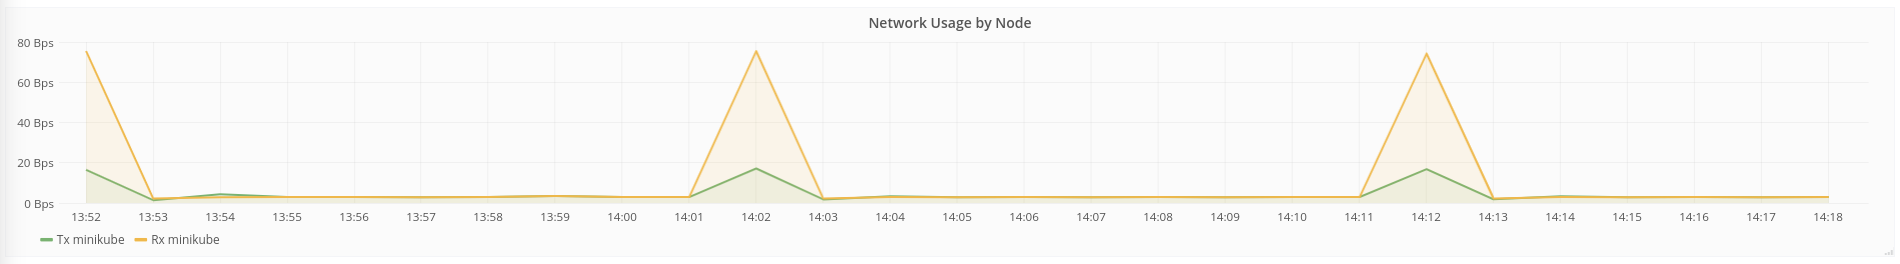 Network Usage by Node
80 Bps
60 Bps
40 Bps
20 Bps
0 Bps
13:52 13:53 13:54 13:55 13:56 13:57 13:58 13:59 14:00 14:01 14:02 14:03 14:04 14:05 14:06 14:07 14:08 14:09 14:10 14:11 14:12 14:13 14:14 14:15 14:16 14:17 14:18
Tx minikube Rx minikube